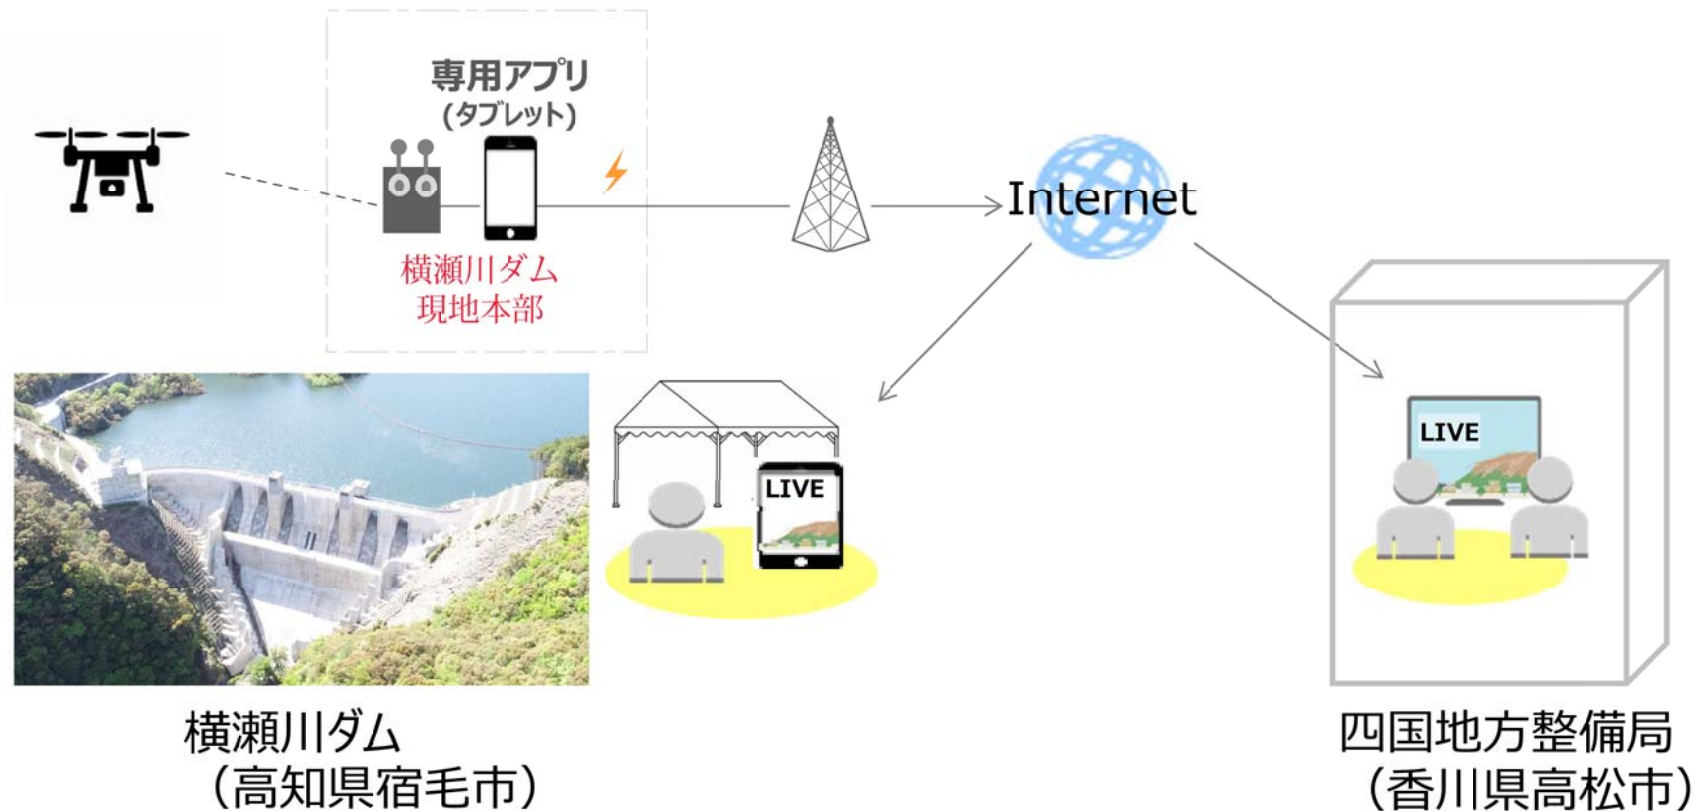 専用アプリ
(タブレット)
横瀬川ダム
現地本部
Internet
LIVE
LIVE
横瀬川ダム
（高知県宿毛市）
四国地方整備局
（香川県高松市）